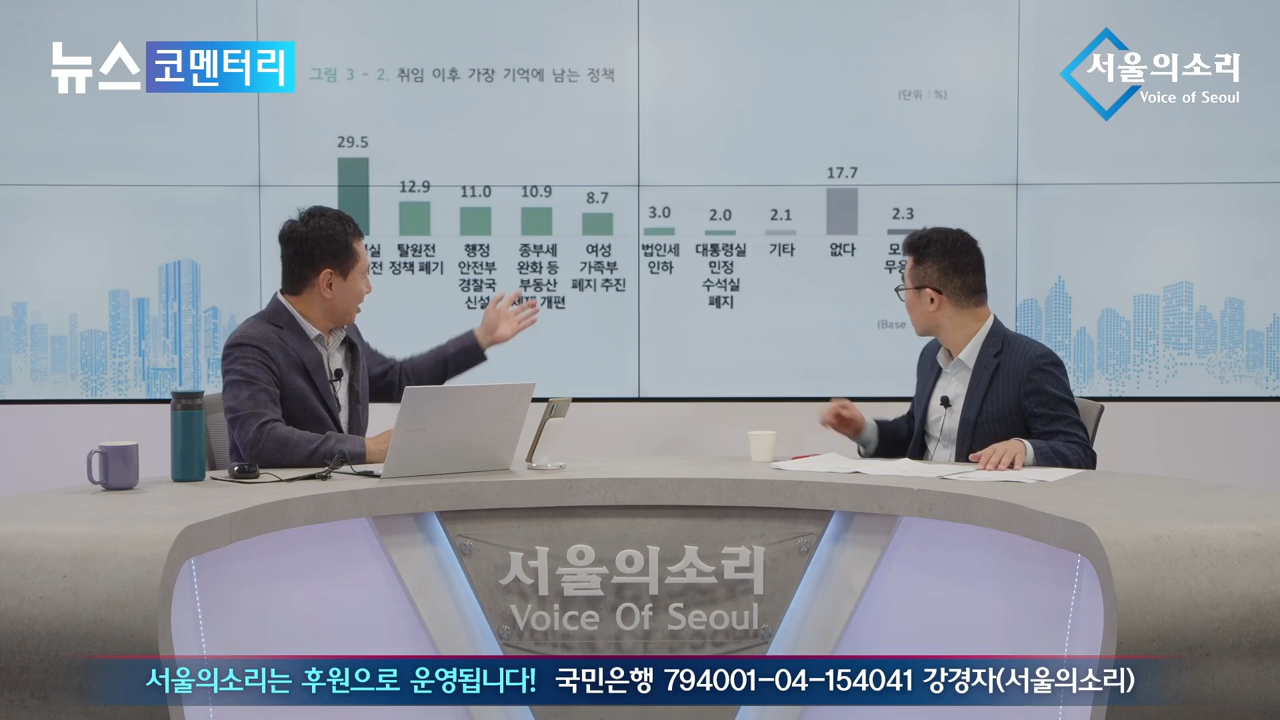 뉴스 코멘터리
서울의소리
Voice of Seoul
그림 3 - 2. 취임 이후 가장 기억에 남는 정책
(단위 : %)
29.5
12.9
11.0
10.9
8.7
3.0
2.0
2.1
17.7
2.3
탈원전
정책 폐기
행정
안전부
경찰국
신설
종부세
완화 등
부동산
개편
여성
가족부
폐지 추진
법인세
인하
대통령실
민정
수석실
폐지
기타
없다
(Base
서울의소리
Voice Of Seoul
서울의소리는 후원으로 운영됩니다! 국민은행 794001-04-154041 강경자(서울의소리)